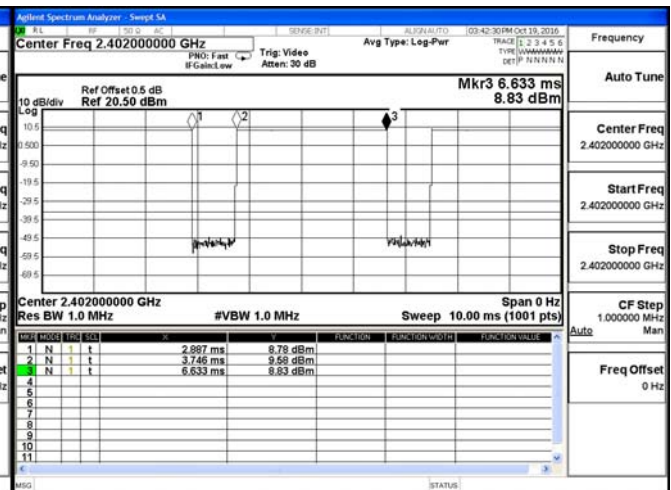 Agilent Spectrum Analyzer - Swept SA
RL RF 50 Ω AC SENSE:INT ALIGN AUTO 03:42:30 PM Oct 19, 2016
Center Freq 2.402000000 GHz
PNO: Fast
IFGain:Low
Trig: Video
Atten: 30 dB
Avg Type: Log-Pwr
TRACE 1 2 3 4 5 6
TYPE WWWWWW
DET P N N N N N
Ref Offset 0.5 dB
Ref 20.50 dBm
10 dB/div
Log
Mkr3 6.633 ms
8.83 dBm
1 2 3
10.5
0.500
-9.50
-19.5
-29.5
-39.5
-49.5
-59.5
-69.5
Center 2.402000000 GHz Span 0 Hz
Res BW 1.0 MHz #VBW 1.0 MHz Sweep 10.00 ms (1001 pts)
MKR MODE TRC SCL X Y FUNCTION FUNCTION WIDTH FUNCTION VALUE
1 N 1 t 2.887 ms 8.78 dBm
2 N 1 t 3.746 ms 9.58 dBm
3 N 1 t 6.633 ms 8.83 dBm
4
5
6
7
8
9
10
11
MSG STATUS
Frequency
Auto Tune
Center Freq
2.402000000 GHz
Start Freq
2.402000000 GHz
Stop Freq
2.402000000 GHz
CF Step
1.000000 MHz
Auto Man
Freq Offset
0 Hz